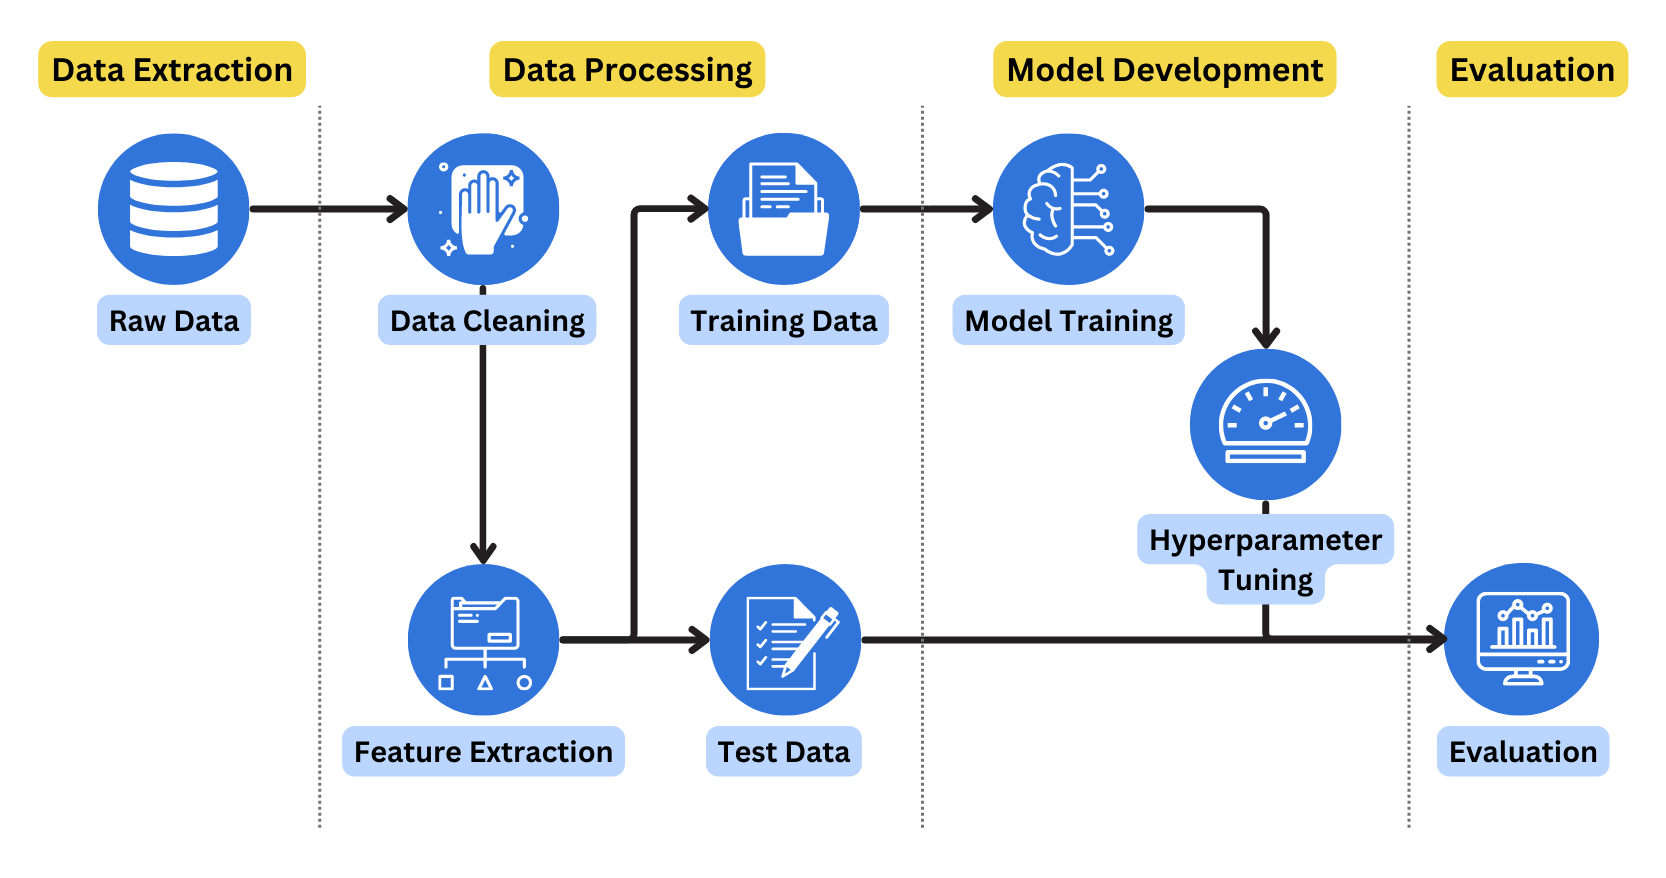 Data Extraction
Data Processing
Model Development
Evaluation
Raw Data
Data Cleaning
Training Data
Model Training
Hyperparameter
Tuning
Feature Extraction
Test Data
Evaluation